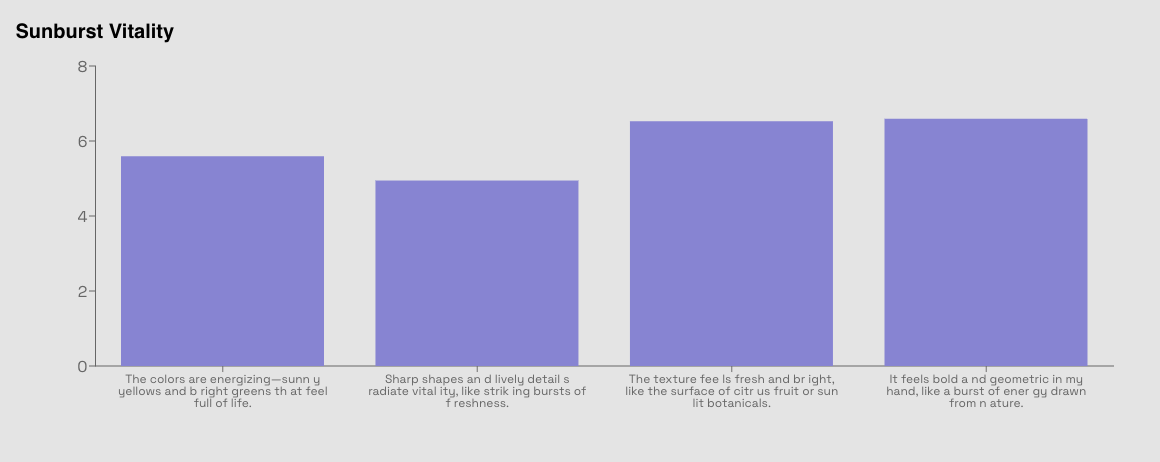 Sunburst Vitality
8
6
4
2
0
The colors are energizing—sunn y
yellows and b right greens th at feel
full of life.
Sharp shapes an d lively detail s
radiate vital ity, like strik ing bursts of
f reshness.
The texture fee ls fresh and br ight,
like the surface of citr us fruit or sun
lit botanicals.
It feels bold a nd geometric in my
hand, like a burst of ener gy drawn
from n ature.